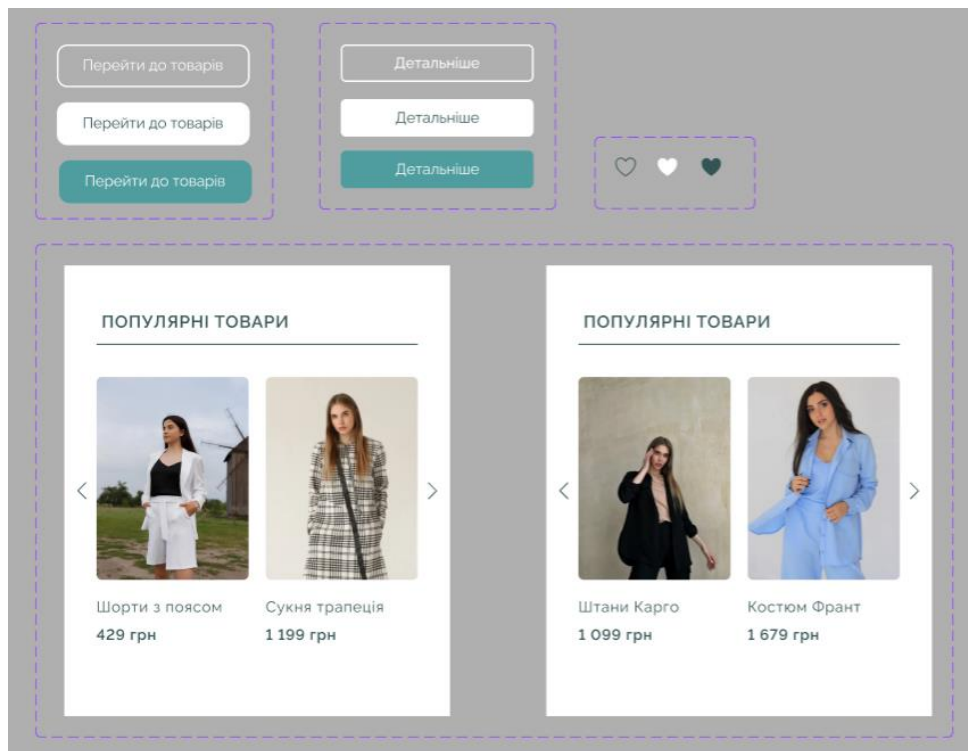 Перейти до товарів
Перейти до товарів
Перейти до товарів
Детальніше
Детальніше
Детальніше
ПОПУЛЯРНІ ТОВАРИ
Шорти з поясом
429 грн
Сукня трапеція
1 199 грн
ПОПУЛЯРНІ ТОВАРИ
Штани Карго
1 099 грн
Костюм Франт
1 679 грн